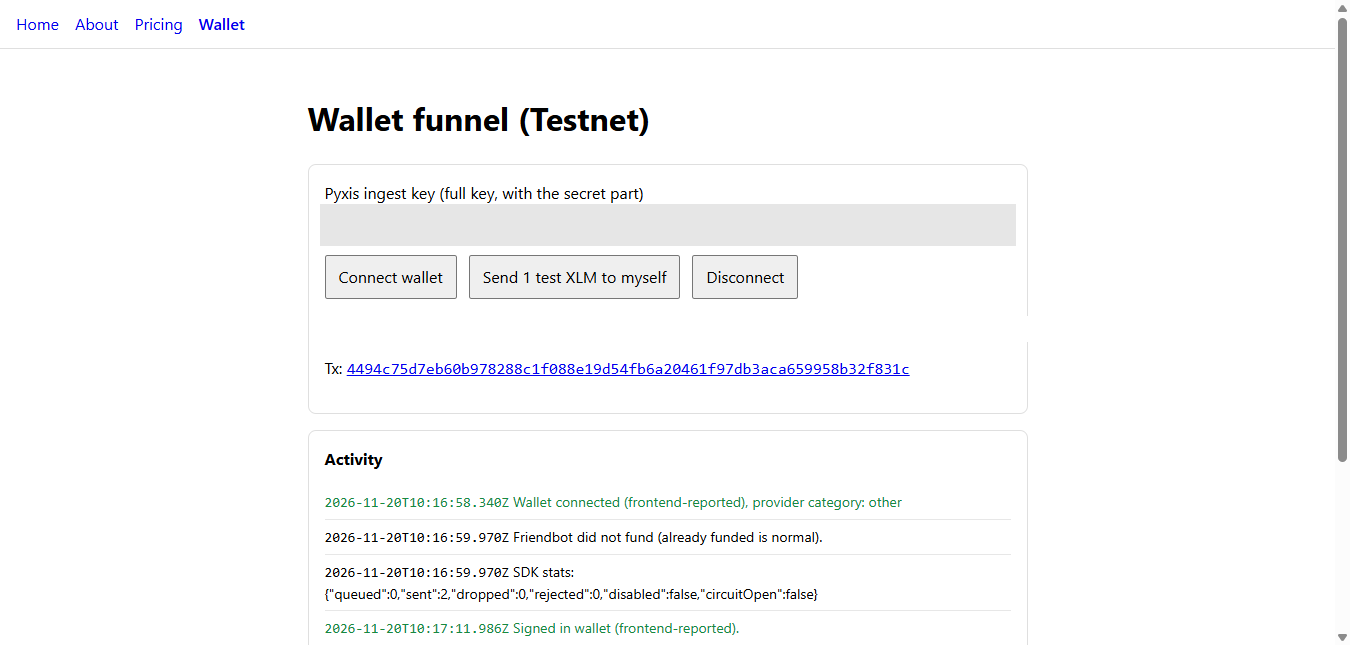 Home About Pricing Wallet
Wallet funnel (Testnet)
Pyxis ingest key (full key, with the secret part)
Connect wallet Send 1 test XLM to myself Disconnect
Tx: 4494c75d7eb60b978288c1f088e19d54fb6a20461f97db3aca659958b32f831c
Activity
2026-11-20T10:16:58.340Z Wallet connected (frontend-reported), provider category: other
2026-11-20T10:16:59.970Z Friendbot did not fund (already funded is normal).
2026-11-20T10:16:59.970Z SDK stats:
{"queued":0,"sent":2,"dropped":0,"rejected":0,"disabled":false,"circuitOpen":false}
2026-11-20T10:17:11.986Z Signed in wallet (frontend-reported).